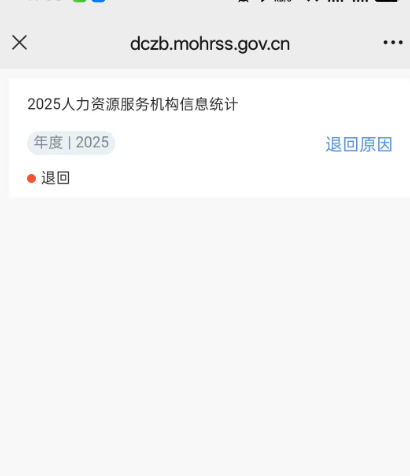 dczb.mohrss.gov.cn
2025人力资源服务机构信息统计
年度 | 2025
退回原因
退回